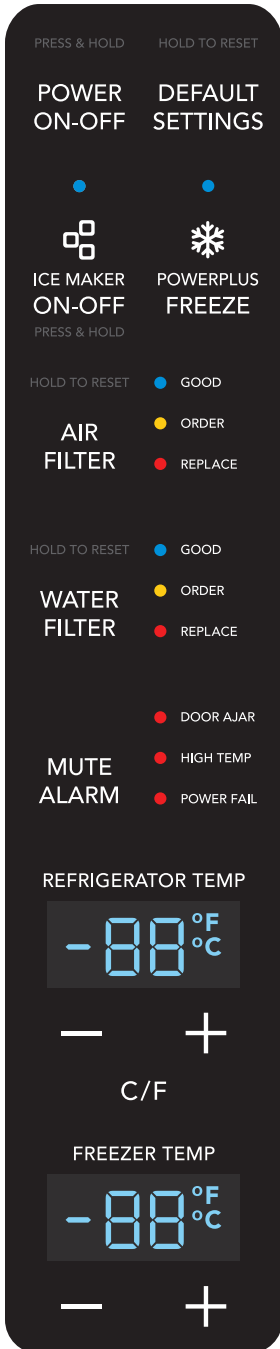 PRESS & HOLD
HOLD TO RESET
POWER
ON-OFF
DEFAULT
SETTINGS
ICE MAKER
ON-OFF
PRESS & HOLD
POWERPLUS
FREEZE
HOLD TO RESET
AIR
FILTER
GOOD
ORDER
REPLACE
HOLD TO RESET
WATER
FILTER
GOOD
ORDER
REPLACE
MUTE
ALARM
DOOR AJAR
HIGH TEMP
POWER FAIL
REFRIGERATOR TEMP
-88 °F
°C
− +
C/F
FREEZER TEMP
-88 °F
°C
− +